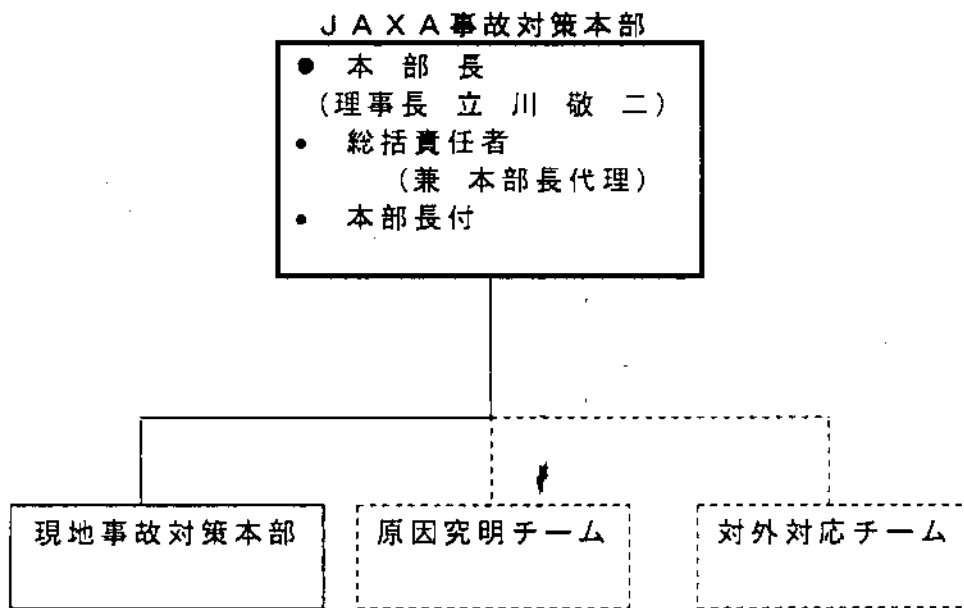 JAXA事故対策本部
● 本部長
(理事長 立川敬二)
• 総括責任者
(兼 本部長代理)
• 本部長付
現地事故対策本部
原因究明チーム
対外対応チーム